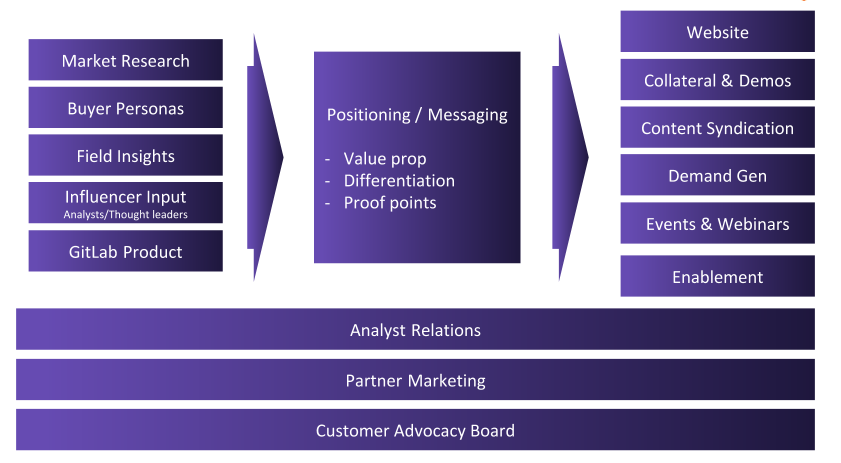 Market Research
Buyer Personas
Field Insights
Influencer Input
Analysts/Thought leaders
GitLab Product
Positioning / Messaging
- Value prop
- Differentiation
- Proof points
Website
Collateral & Demos
Content Syndication
Demand Gen
Events & Webinars
Enablement
Analyst Relations
Partner Marketing
Customer Advocacy Board